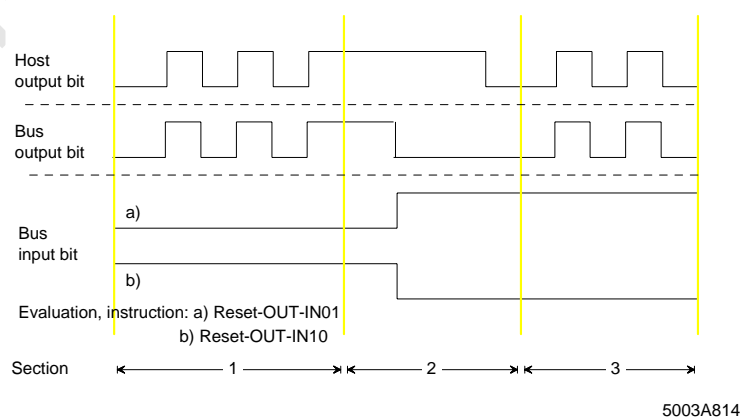 Host
output bit
Bus
output bit
a)
Bus
input bit
b)
Evaluation, instruction: a) Reset-OUT-IN01
b) Reset-OUT-IN10
Section 1 2 3
5003A814